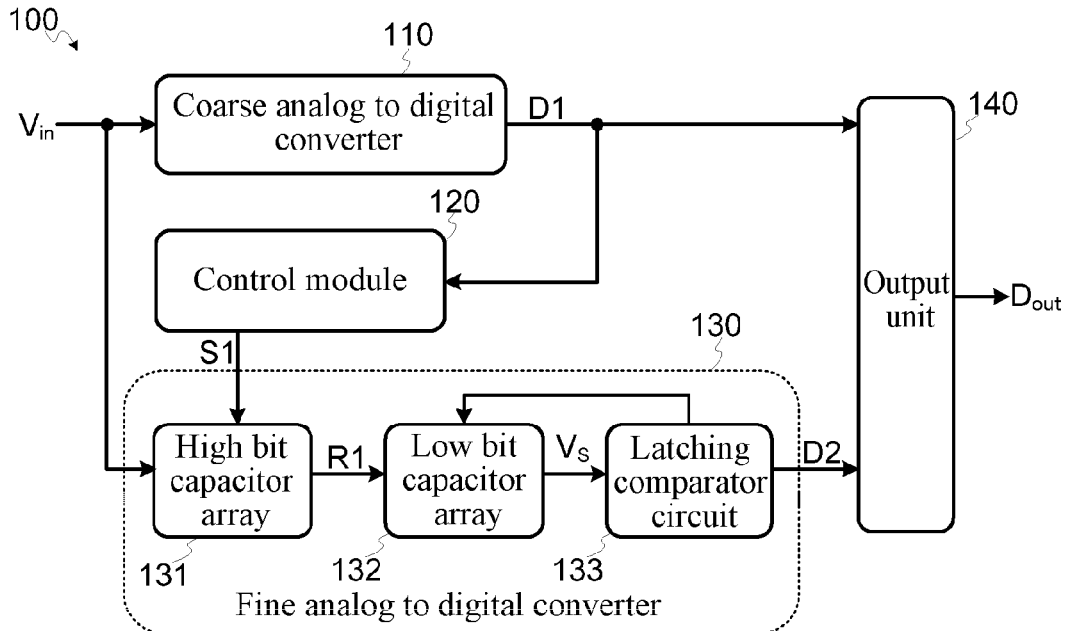 100
110
Coarse analog to digital
converter
V_in
D1
140
120
Control module
Output
unit
D_out
S1
130
High bit
capacitor
array
R1
Low bit
capacitor
array
V_S
Latching
comparator
circuit
D2
131
132
133
Fine analog to digital converter